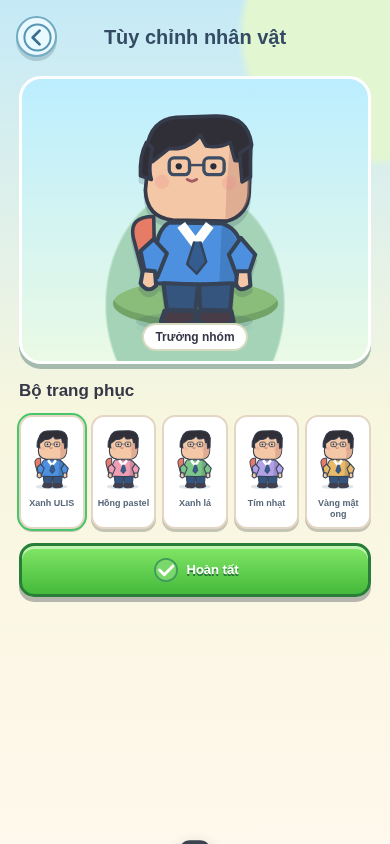 Tùy chỉnh nhân vật
Trưởng nhóm
Bộ trang phục
Xanh ULIS
Hồng pastel
Xanh lá
Tím nhạt
Vàng mật
ong
Hoàn tất